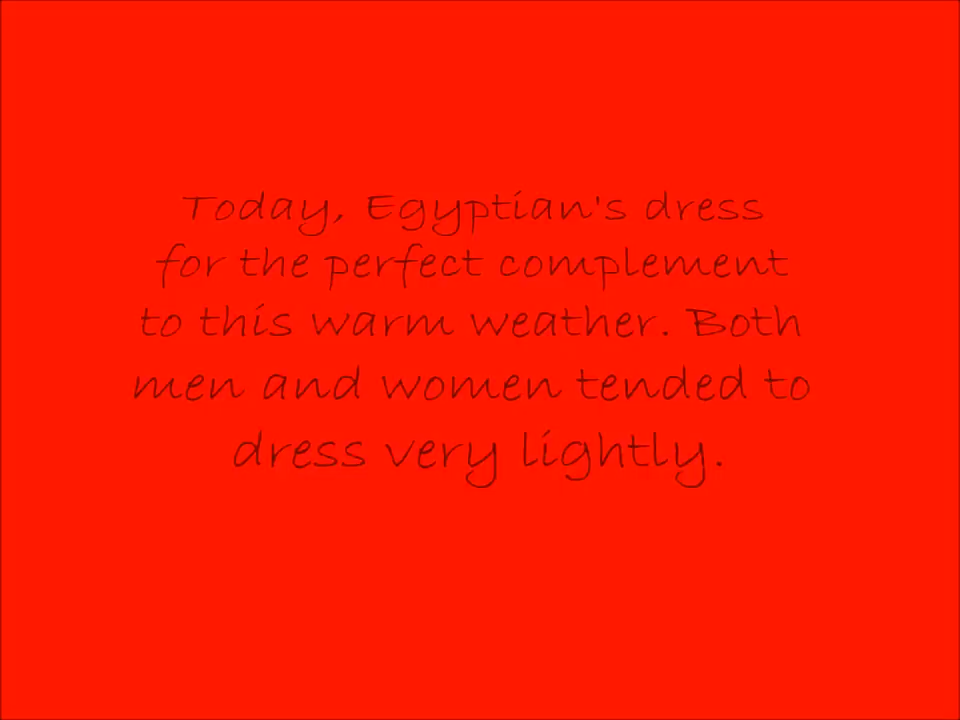 Today, Egyptian's dress
for the perfect complement
to this warm weather. Both
men and women tended to
dress very lightly.